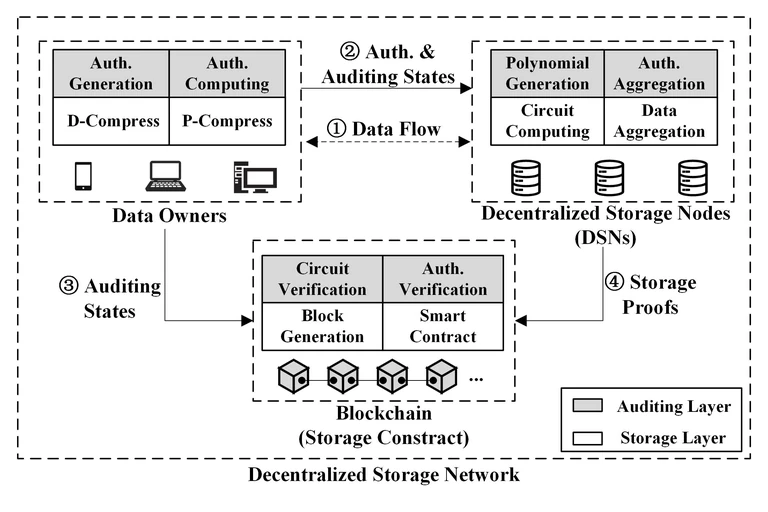 ② Auth. &
Auditing States
Auth.
Generation
Auth.
Computing
D-Compress
P-Compress
① Data Flow
Polynomial
Generation
Auth.
Aggregation
Circuit
Computing
Data
Aggregation
Data Owners
Decentralized Storage Nodes
(DSNs)
③ Auditing
States
Circuit
Verification
Auth.
Verification
Block
Generation
Smart
Contract
④ Storage
Proofs
...
Blockchain
(Storage Constract)
Auditing Layer
Storage Layer
Decentralized Storage Network